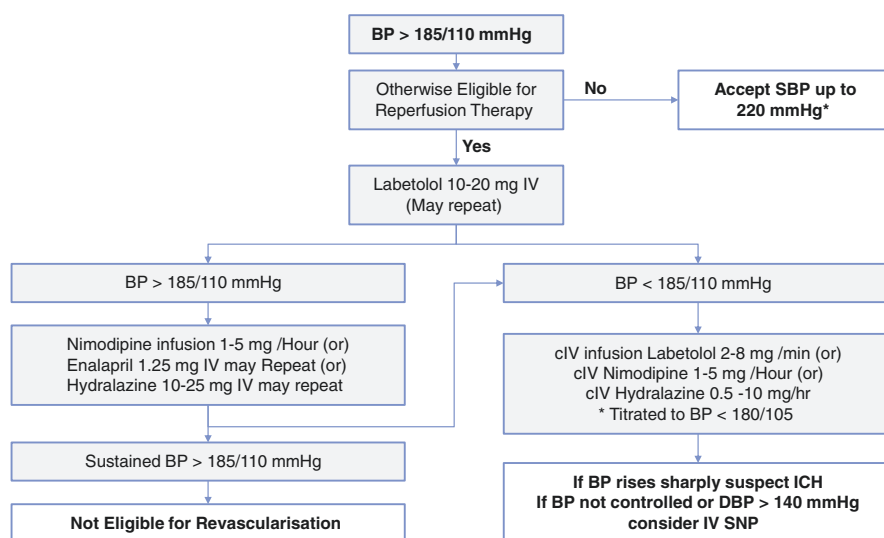 BP > 185/110 mmHg
Otherwise Eligible for
Reperfusion Therapy
No
Accept SBP up to
220 mmHg*
Yes
Labetolol 10-20 mg IV
(May repeat)
BP > 185/110 mmHg
BP < 185/110 mmHg
Nimodipine infusion 1-5 mg /Hour (or)
Enalapril 1.25 mg IV may Repeat (or)
Hydralazine 10-25 mg IV may repeat
cIV infusion Labetolol 2-8 mg /min (or)
cIV Nimodipine 1-5 mg /Hour (or)
cIV Hydralazine 0.5 -10 mg/hr
* Titrated to BP < 180/105
Sustained BP > 185/110 mmHg
Not Eligible for Revascularisation
If BP rises sharply suspect ICH
If BP not controlled or DBP > 140 mmHg
consider IV SNP